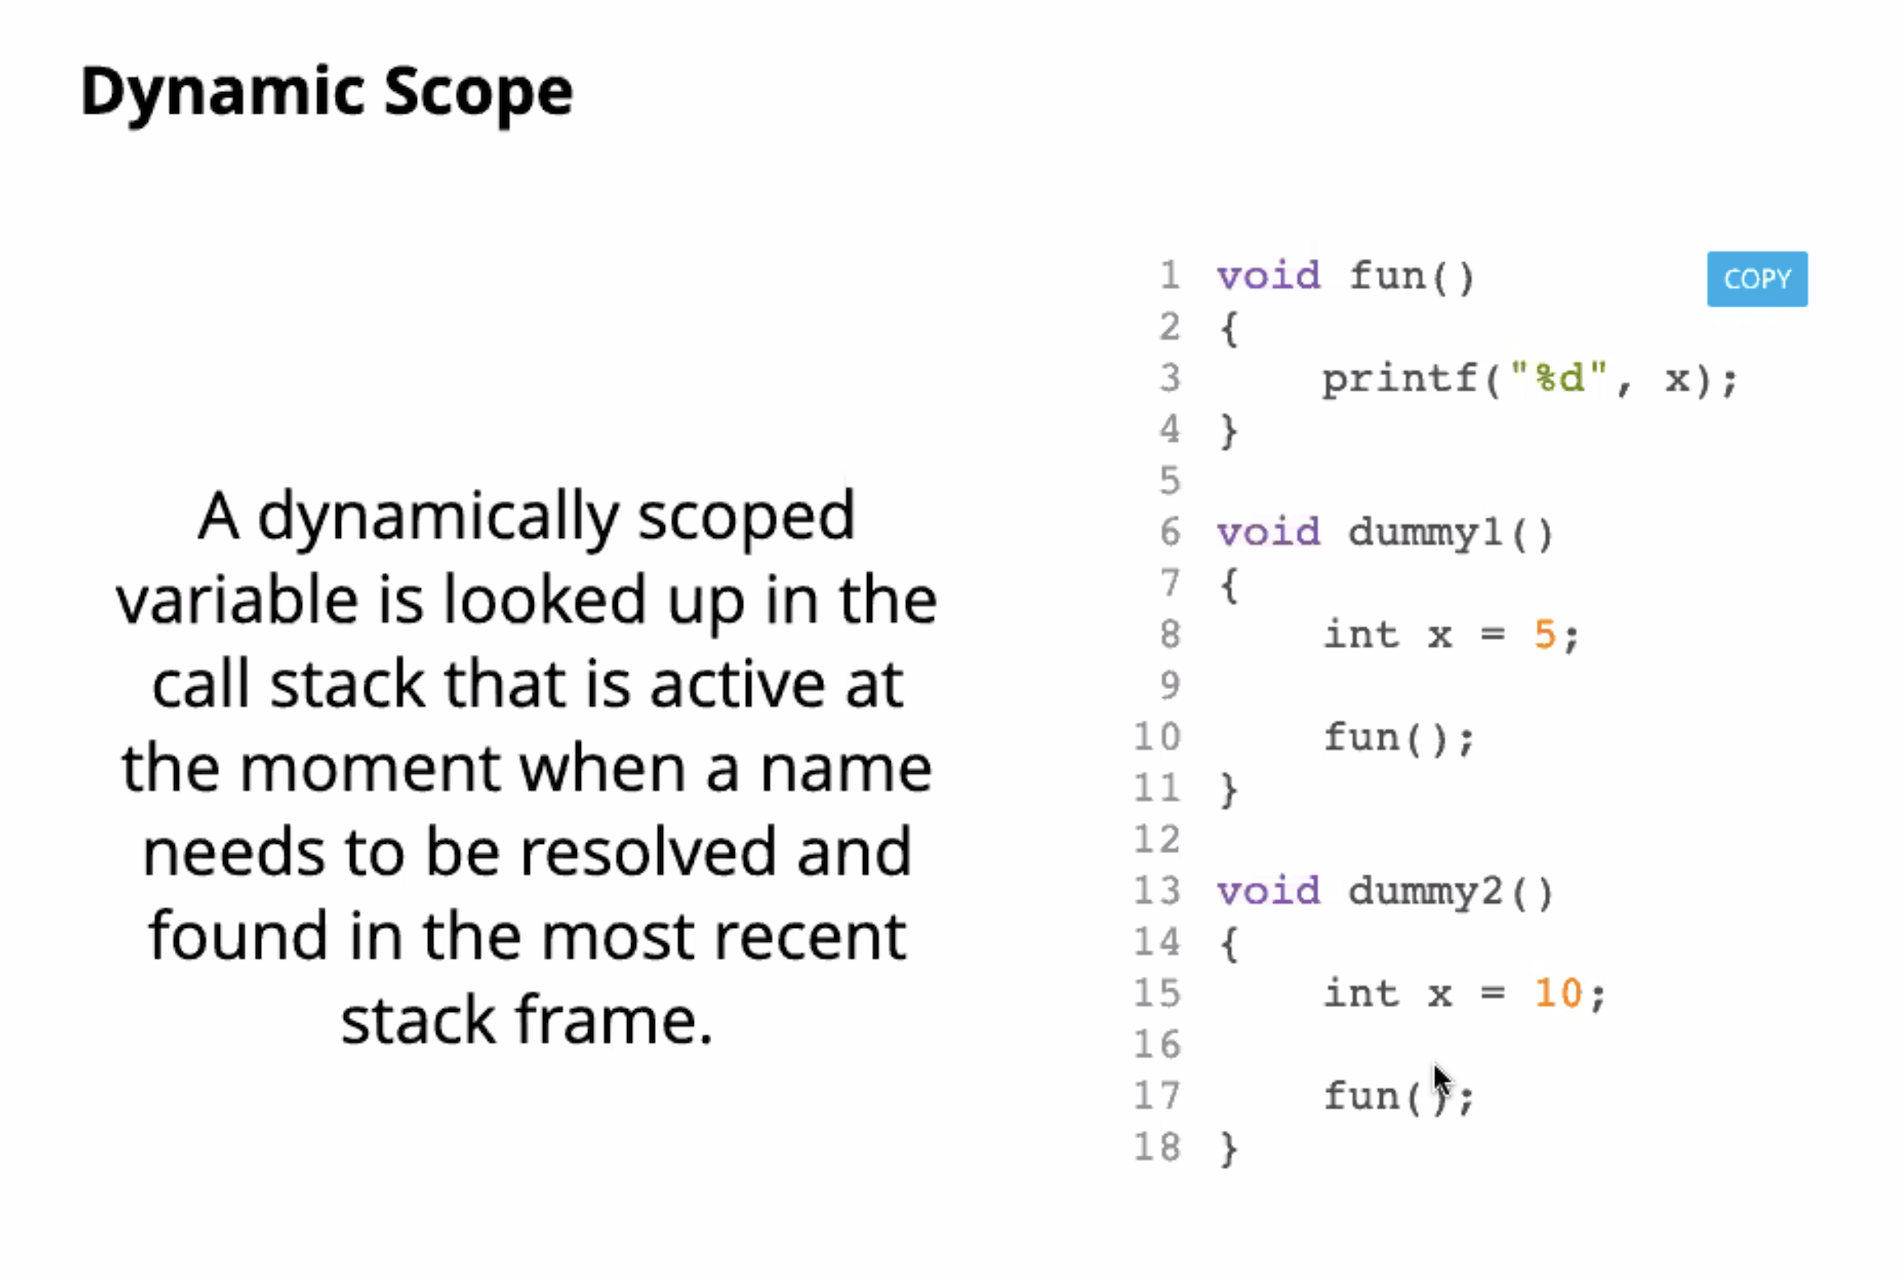 Dynamic Scope
A dynamically scoped
variable is looked up in the
call stack that is active at
the moment when a name
needs to be resolved and
found in the most recent
stack frame.
COPY
1 void fun()
2 {
3     printf("%d", x);
4 }
5
6 void dummy1()
7 {
8     int x = 5;
9
10     fun();
11 }
12
13 void dummy2()
14 {
15     int x = 10;
16
17     fun();
18 }